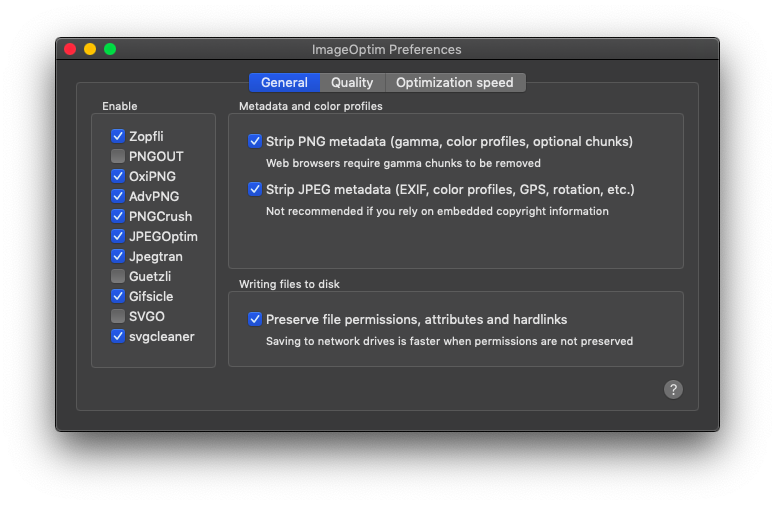 ImageOptim Preferences
General
Quality
Optimization speed
Enable
Zopfli
PNGOUT
OxiPNG
AdvPNG
PNGCrush
JPEGOptim
Jpegtran
Guetzli
Gifsicle
SVGO
svgcleaner
Metadata and color profiles
Strip PNG metadata (gamma, color profiles, optional chunks)
Web browsers require gamma chunks to be removed
Strip JPEG metadata (EXIF, color profiles, GPS, rotation, etc.)
Not recommended if you rely on embedded copyright information
Writing files to disk
Preserve file permissions, attributes and hardlinks
Saving to network drives is faster when permissions are not preserved
?